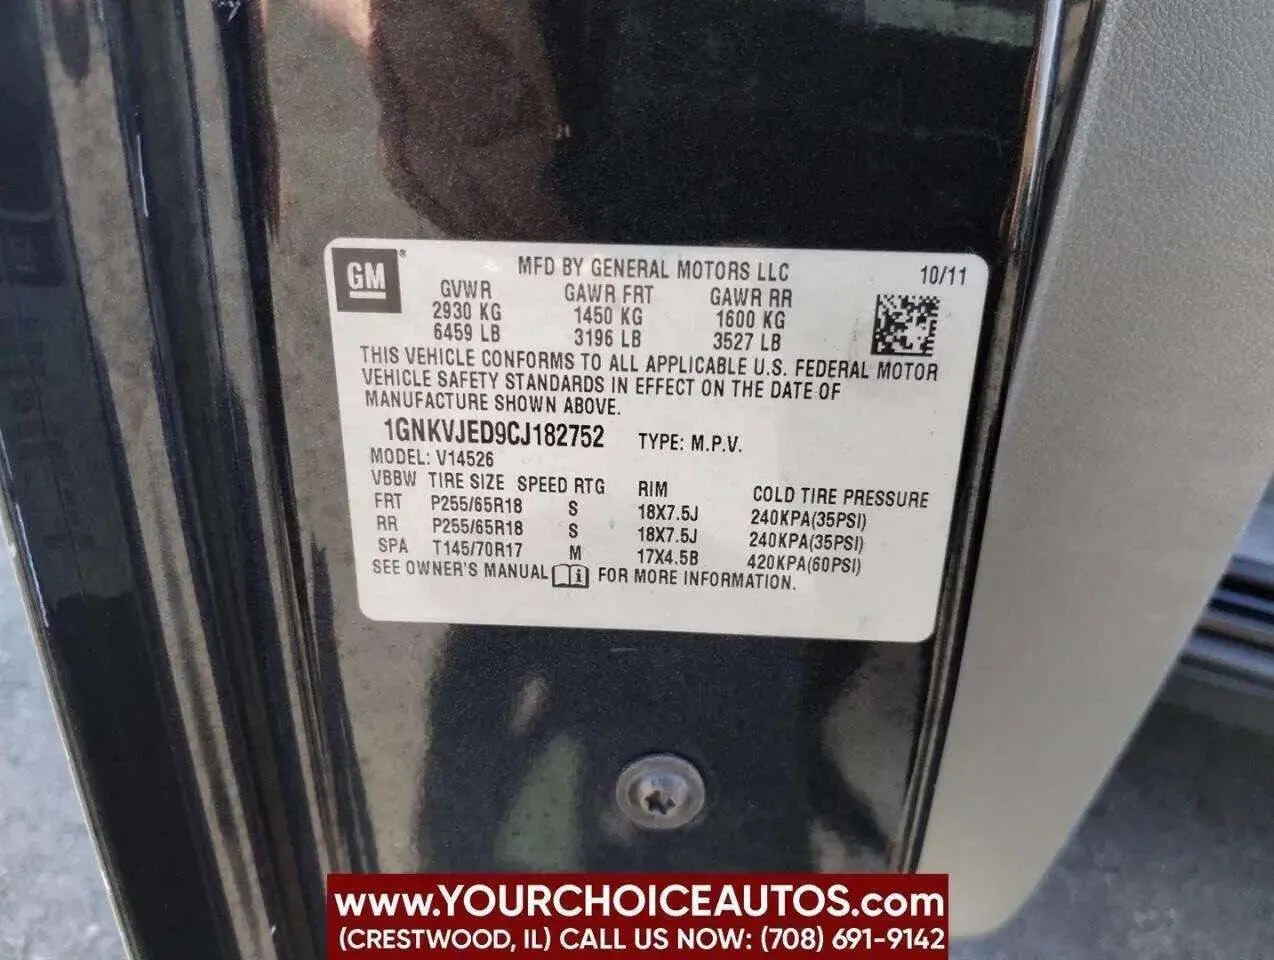 GM
MFD BY GENERAL MOTORS LLC 10/11
GVWR GAWR FRT GAWR RR
2930 KG 1450 KG 1600 KG
6459 LB 3196 LB 3527 LB
THIS VEHICLE CONFORMS TO ALL APPLICABLE U.S. FEDERAL MOTOR
VEHICLE SAFETY STANDARDS IN EFFECT ON THE DATE OF
MANUFACTURE SHOWN ABOVE.
1GNKVJED9CJ182752 TYPE: M.P.V.
MODEL: V14526
VBBW TIRE SIZE SPEED RTG RIM COLD TIRE PRESSURE
FRT P255/65R18 S 18X7.5J 240KPA(35PSI)
RR P255/65R18 S 18X7.5J 240KPA(35PSI)
SPA T145/70R17 M 17X4.5B 420KPA(60PSI)
SEE OWNER'S MANUAL FOR MORE INFORMATION.
www.YOURCHOICEAUTOS.com
(CRESTWOOD, IL) CALL US NOW: (708) 691-9142